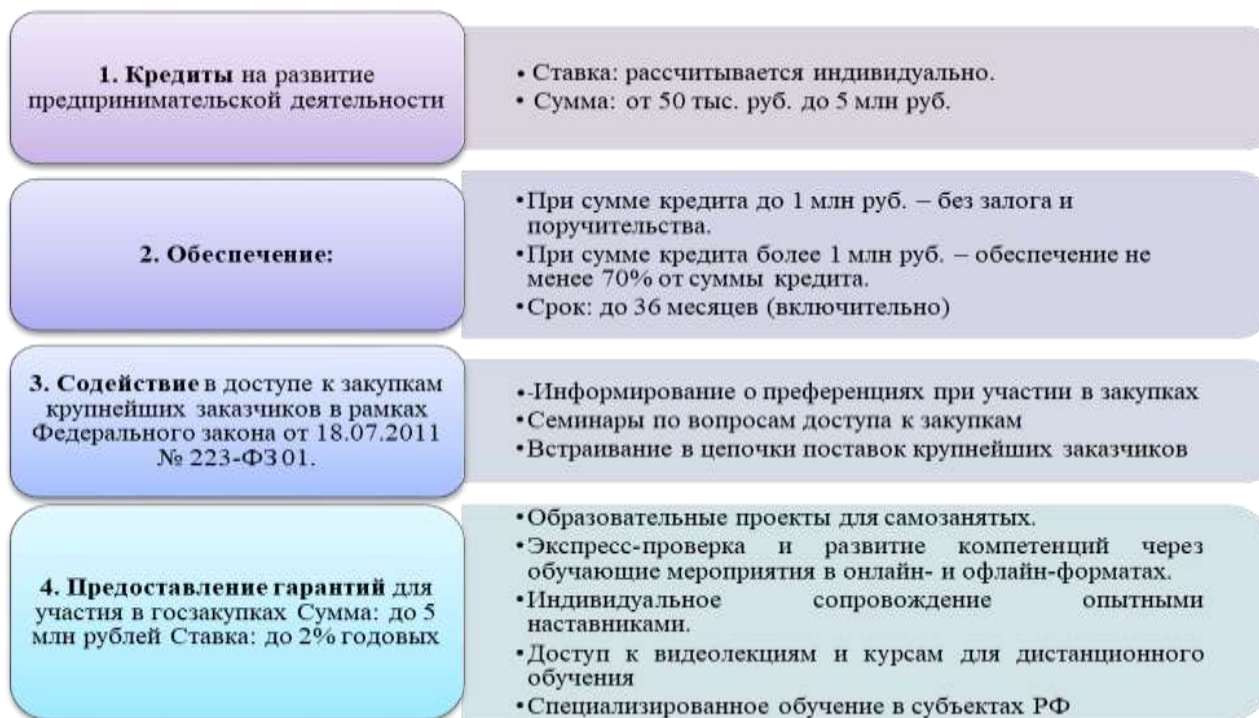 1. Кредиты на развитие
предпринимательской деятельности
• Ставка: рассчитывается индивидуально.
• Сумма: от 50 тыс. руб. до 5 млн руб.
2. Обеспечение:
•При сумме кредита до 1 млн руб. – без залога и
поручительства.
•При сумме кредита более 1 млн руб. – обеспечение не
менее 70% от суммы кредита.
•Срок: до 36 месяцев (включительно)
3. Содействие в доступе к закупкам
крупнейших заказчиков в рамках
Федерального закона от 18.07.2011
№ 223-ФЗ 01.
•-Информирование о преференциях при участии в закупках
•Семинары по вопросам доступа к закупкам
•Встраивание в цепочки поставок крупнейших заказчиков
4. Предоставление гарантий для
участия в госзакупках Сумма: до 5
млн рублей Ставка: до 2% годовых
•Образовательные проекты для самозанятых.
•Экспресс-проверка и развитие компетенций через
обучающие мероприятия в онлайн- и офлайн-форматах.
•Индивидуальное сопровождение опытными
наставниками.
•Доступ к видеолекциям и курсам для дистанционного
обучения
•Специализированное обучение в субъектах РФ